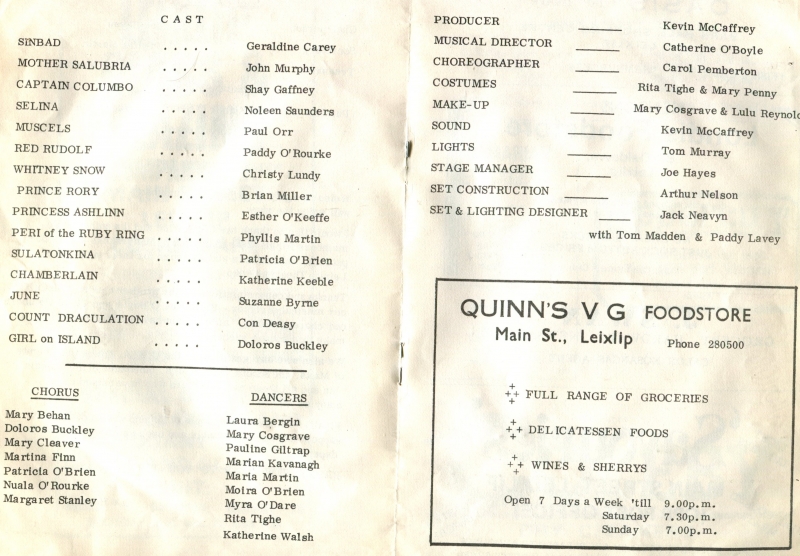 CAST
SINBAD ..... Geraldine Carey
MOTHER SALUBRIA ..... John Murphy
CAPTAIN COLUMBO ..... Shay Gaffney
SELINA ..... Noleen Saunders
MUSCELS ..... Paul Orr
RED RUDOLF ..... Paddy O'Rourke
WHITNEY SNOW ..... Christy Lundy
PRINCE RORY ..... Brian Miller
PRINCESS ASHLINN ..... Esther O'Keeffe
PERI of the RUBY RING ..... Phyllis Martin
SULATONKINA ..... Patricia O'Brien
CHAMBERLAIN ..... Katherine Keeble
JUNE ..... Suzanne Byrne
COUNT DRACULATION ..... Con Deasy
GIRL on ISLAND ..... Doloros Buckley
CHORUS
Mary Behan
Doloros Buckley
Mary Cleaver
Martina Finn
Patricia O'Brien
Nuala O'Rourke
Margaret Stanley
DANCERS
Laura Bergin
Mary Cosgrave
Pauline Giltrap
Marian Kavanagh
Maria Martin
Moira O'Brien
Myra O'Dare
Rita Tighe
Katherine Walsh
PRODUCER Kevin McCaffrey
MUSICAL DIRECTOR Catherine O'Boyle
CHOREOGRAPHER Carol Pemberton
COSTUMES Rita Tighe & Mary Penny
MAKE-UP Mary Cosgrave & Lulu Reynold
SOUND Kevin McCaffrey
LIGHTS Tom Murray
STAGE MANAGER Joe Hayes
SET CONSTRUCTION Arthur Nelson
SET & LIGHTING DESIGNER Jack Neavyn
with Tom Madden & Paddy Lavey
QUINN'S V G FOODSTORE
Main St., Leixlip Phone 280500
FULL RANGE OF GROCERIES
DELICATESSEN FOODS
WINES & SHERRYS
Open 7 Days a Week 'till 9.00p.m.
Saturday 7.30p.m.
Sunday 7.00p.m.